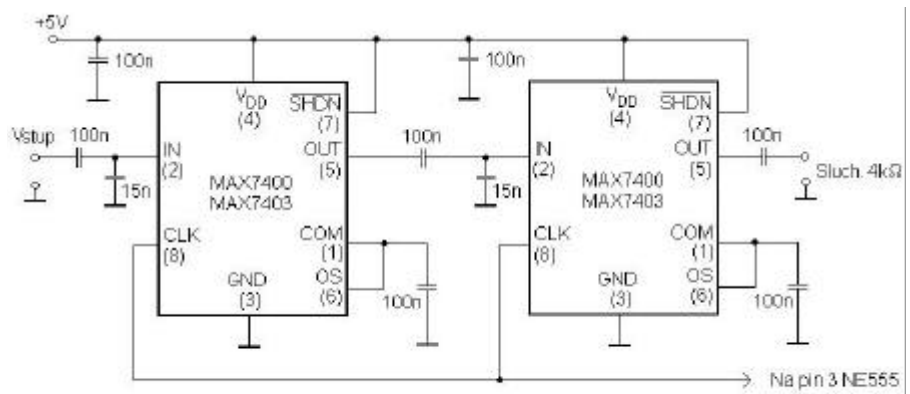 +5V
100n
100n
V_DD
(4)
SHDN
(7)
V_DD
(4)
SHDN
(7)
Vstup
100n
IN
(2)
OUT
(5)
100n
IN
(2)
OUT
(5)
100n
Sluch. 4kΩ
15n
MAX7400
MAX7403
15n
MAX7400
MAX7403
CLK
(8)
COM
(1)
CLK
(8)
COM
(1)
GND
(3)
OS
(6)
100n
GND
(3)
OS
(6)
100n
Na pin 3 NE555